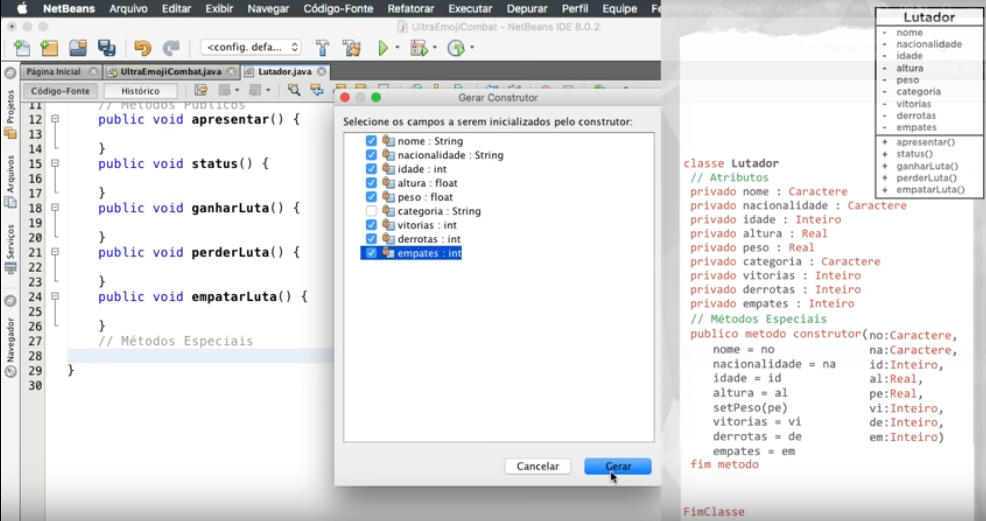 NetBeans Arquivo Editar Exibir Navegar Código-Fonte Refatorar Executar Depurar Perfil Equipe Ferramentas Janela Ajuda
UltraEmojiCombat - NetBeans IDE 8.0.2
<config. defa...
Página Inicial UltraEmojiCombat.java Lutador.java
Código-Fonte Histórico
Projetos
Arquivos
Serviços
Navegador
11 // Métodos Públicos
12 public void apresentar() {
13
14 }
15 public void status() {
16
17 }
18 public void ganharLuta() {
19
20 }
21 public void perderLuta() {
22
23 }
24 public void empatarLuta() {
25
26 }
27 // Métodos Especiais
28
29 }
30
Gerar Construtor
Selecione os campos a serem inicializados pelo construtor:
nome : String
nacionalidade : String
idade : int
altura : float
peso : float
categoria : String
vitorias : int
derrotas : int
empates : int
Cancelar Gerar
Lutador
- nome
- nacionalidade
- idade
- altura
- peso
- categoria
- vitorias
- derrotas
- empates
+ apresentar()
+ status()
+ ganharLuta()
+ perderLuta()
+ empatarLuta()
classe Lutador
// Atributos
privado nome : Caractere
privado nacionalidade : Caractere
privado idade : Inteiro
privado altura : Real
privado peso : Real
privado categoria : Caractere
privado vitorias : Inteiro
privado derrotas : Inteiro
privado empates : Inteiro
// Métodos Especiais
publico metodo construtor(no:Caractere,
nome = no na:Caractere,
nacionalidade = na id:Inteiro,
idade = id al:Real,
altura = al pe:Real,
setPeso(pe) vi:Inteiro,
vitorias = vi de:Inteiro,
derrotas = de em:Inteiro)
empates = em
fim metodo
FimClasse